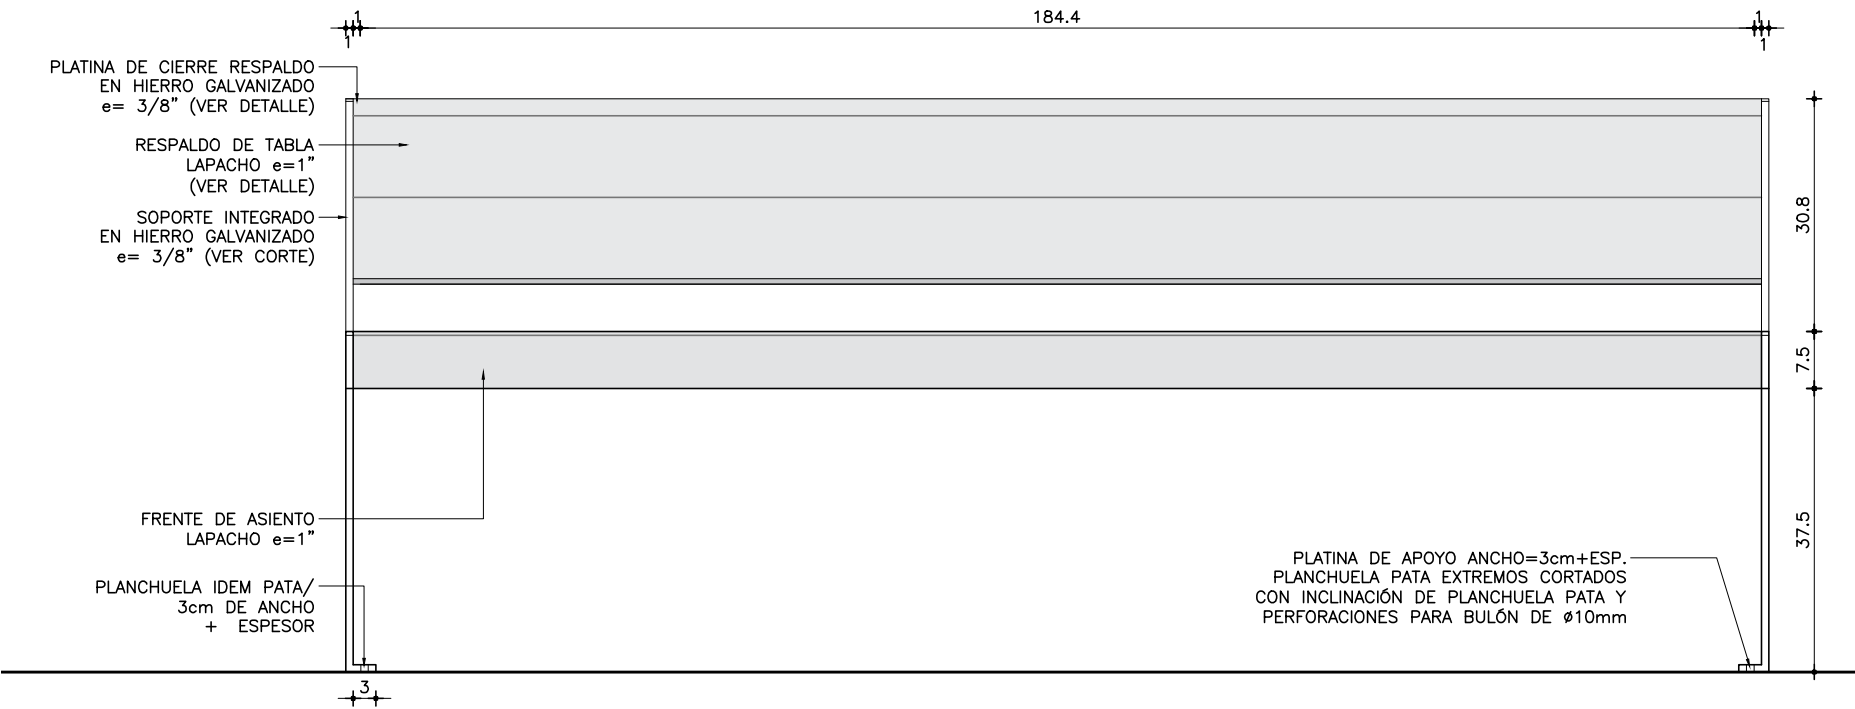 1
184.4
1
1
1
PLATINA DE CIERRE RESPALDO
EN HIERRO GALVANIZADO
e= 3/8" (VER DETALLE)
RESPALDO DE TABLA
LAPACHO e=1"
(VER DETALLE)
SOPORTE INTEGRADO
EN HIERRO GALVANIZADO
e= 3/8" (VER CORTE)
30.8
7.5
37.5
FRENTE DE ASIENTO
LAPACHO e=1"
PLANCHUELA IDEM PATA/
3cm DE ANCHO
+ ESPESOR
PLATINA DE APOYO ANCHO=3cm+ESP.
PLANCHUELA PATA EXTREMOS CORTADOS
CON INCLINACIÓN DE PLANCHUELA PATA Y
PERFORACIONES PARA BULÓN DE Ø10mm
3